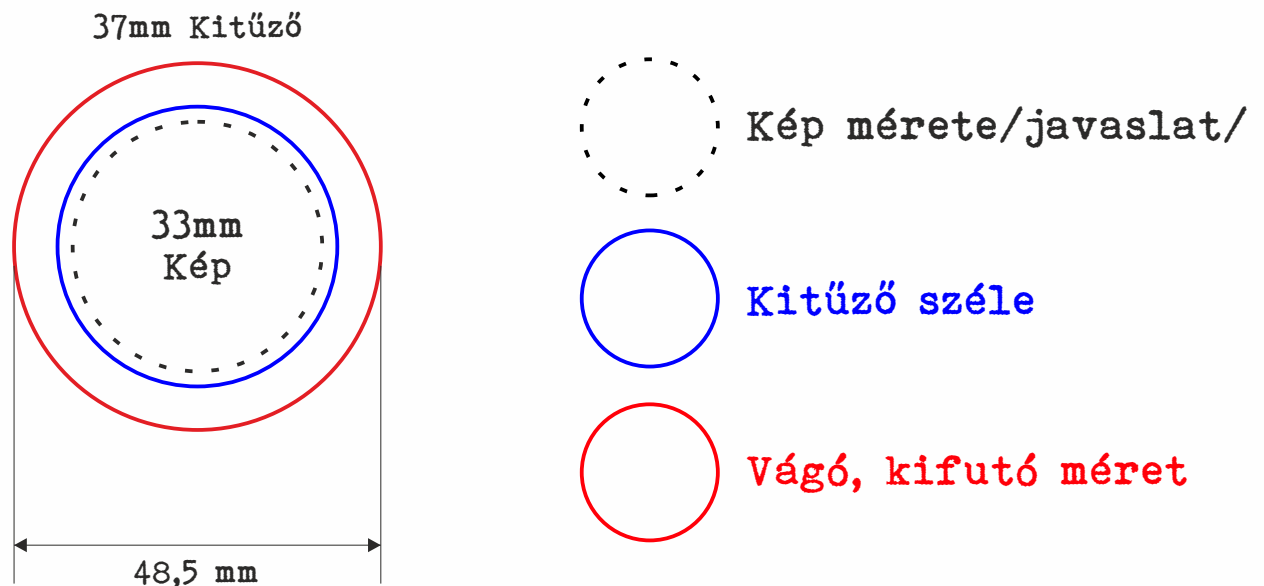 37mm Kitűző
33mm
Kép
48,5 mm
Kép mérete/javaslat/
Kitűző széle
Vágó, kifutó méret